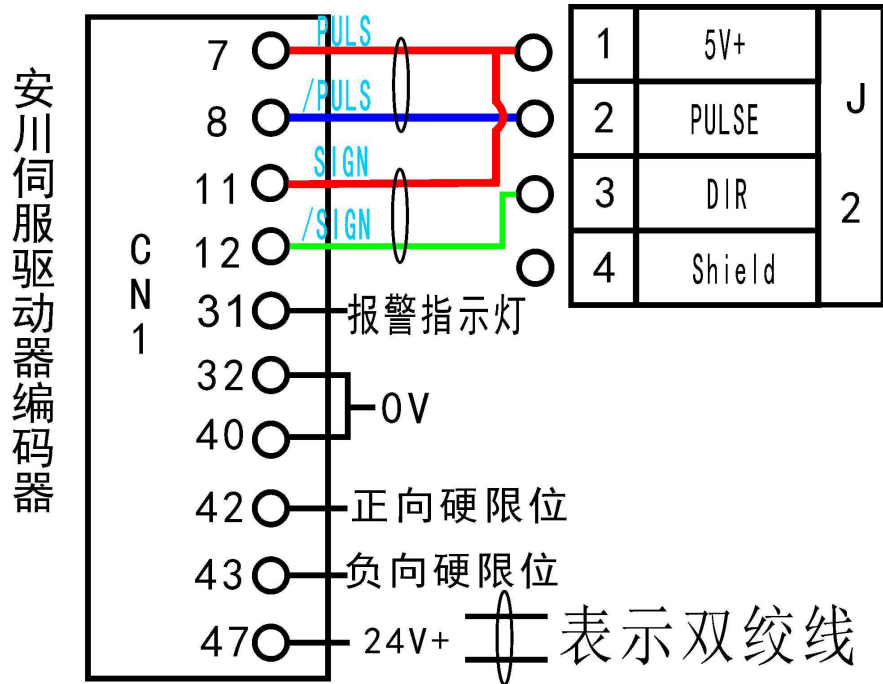 安川伺服驱动器编码器
CN1
7 PULS
8 /PULS
11 SIGN
12 /SIGN
31 报警指示灯
32
40
0V
42 正向硬限位
43 负向硬限位
47 24V+
表示双绞线
1 5V+
2 PULSE
3 DIR
4 Shield
J2